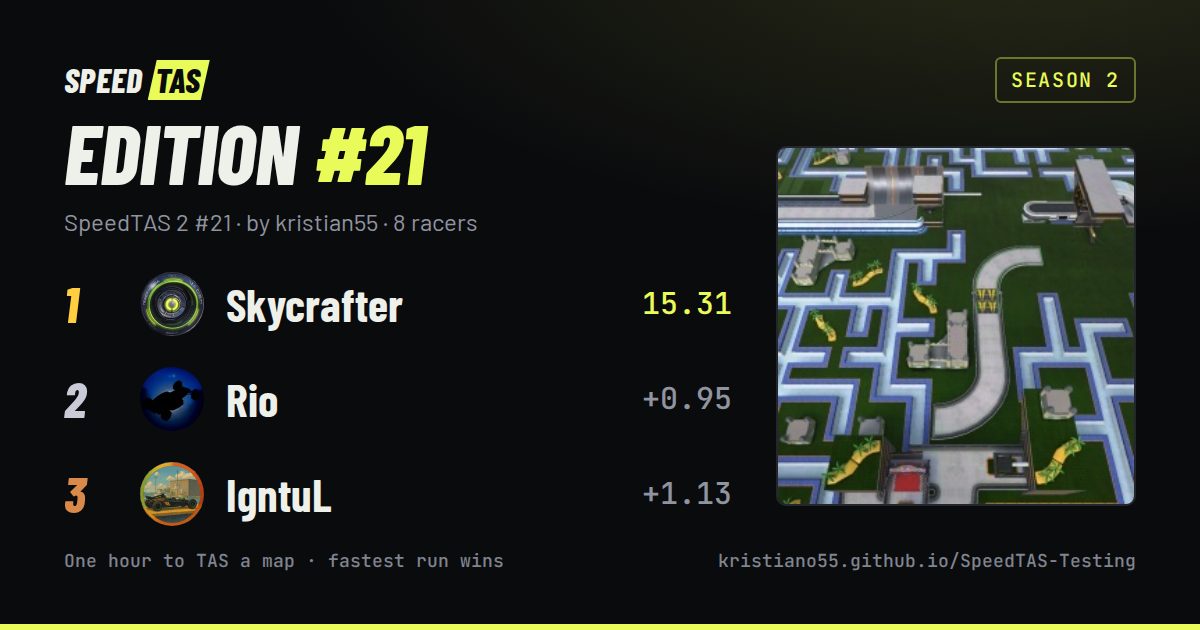 SPEED TAS
SEASON 2
EDITION #21
SpeedTAS 2 #21 · by kristian55 · 8 racers
1 Skycrafter 15.31
2 Rio +0.95
3 IgntuL +1.13
One hour to TAS a map · fastest run wins
kristiano55.github.io/SpeedTAS-Testing